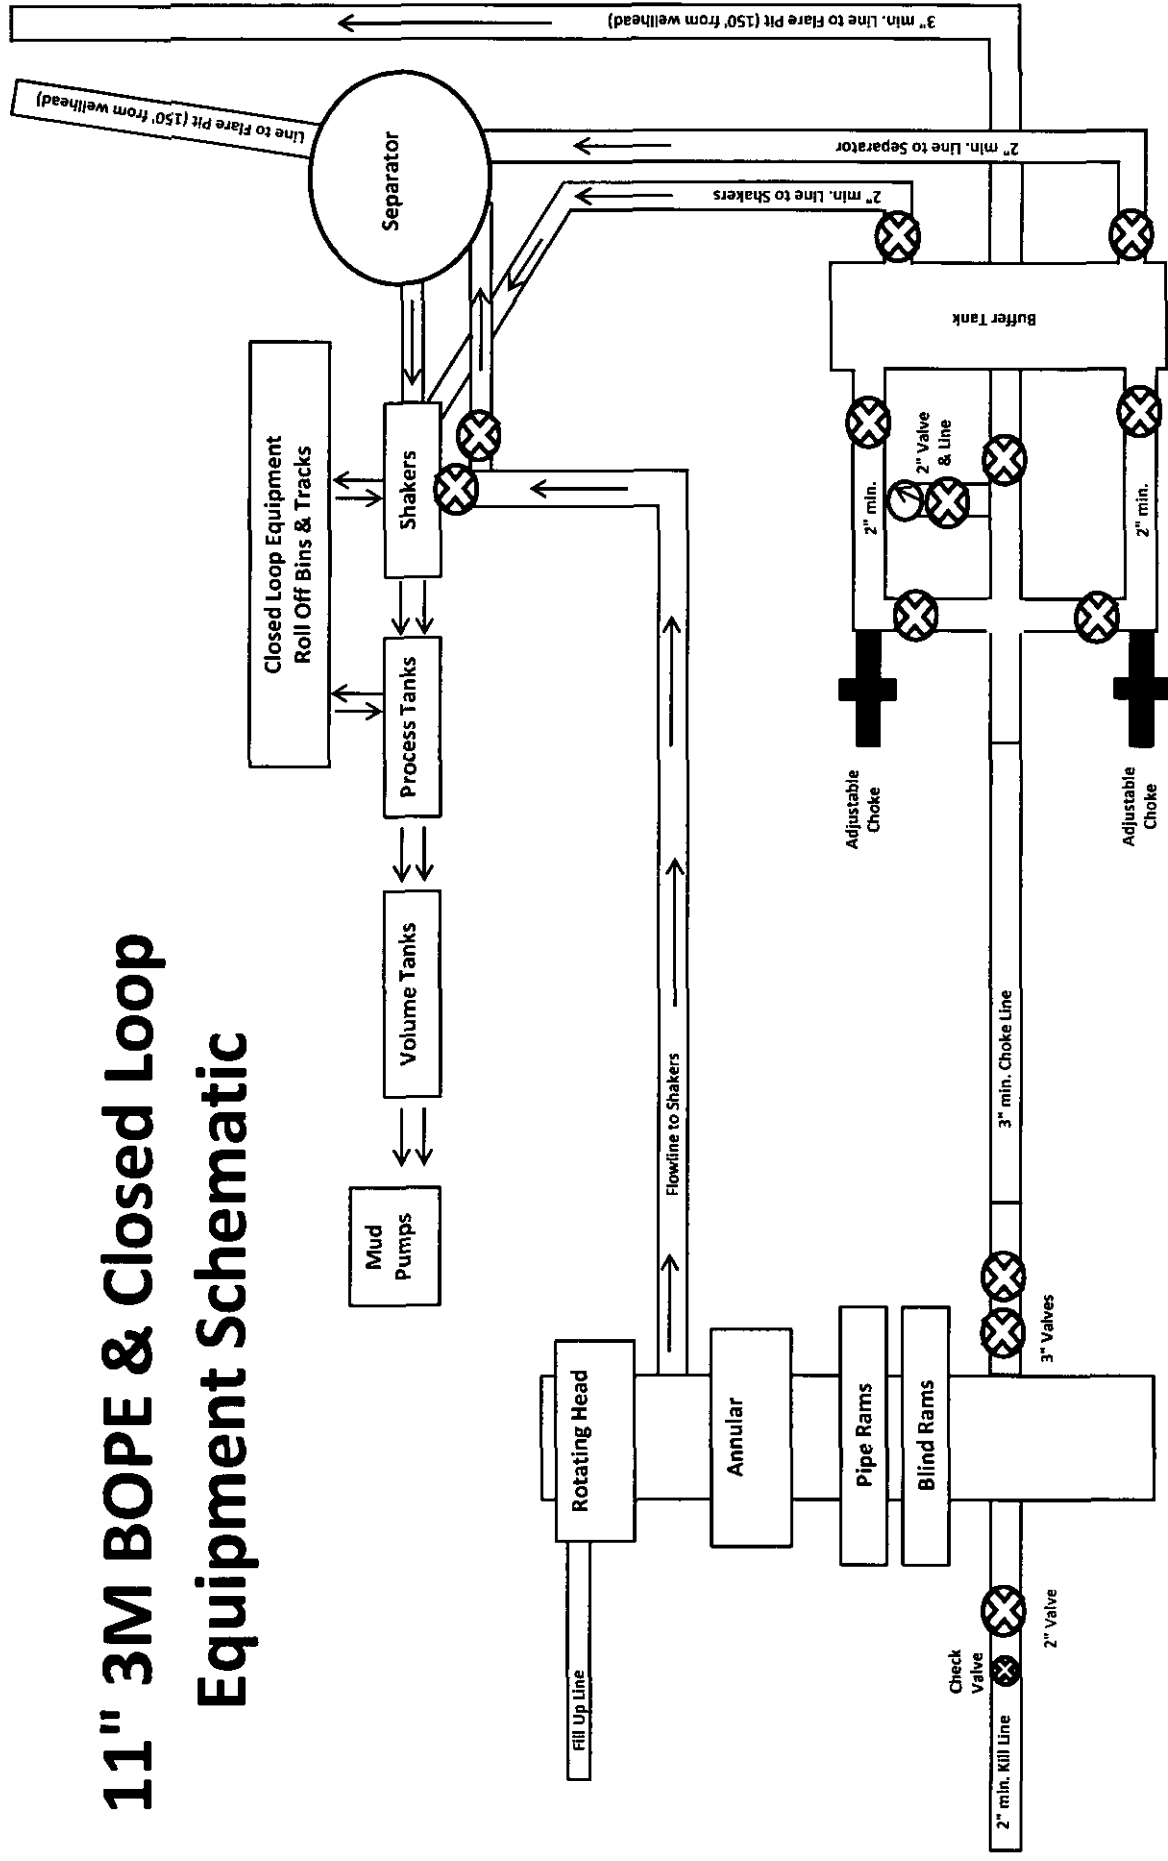 11" 3M BOPE & Closed Loop
Equipment Schematic
Closed Loop Equipment
Roll Off Bins & Tracks
Mud
Pumps
Volume Tanks
Process Tanks
Shakers
Separator
Line to Flare Pit (150' from wellhead)
3" min. Line to Flare Pit (150' from wellhead)
Fill Up Line
Rotating Head
Flowline to Shakers
Annular
Pipe Rams
Blind Rams
2" min. Line to Shakers
2" min. Line to Separator
Adjustable
Choke
2" min.
2" Valve
& Line
Buffer Tank
2" min. Kill Line
Check
Valve
2" Valve
3" Valves
3" min. Choke Line
Adjustable
Choke
2" min.